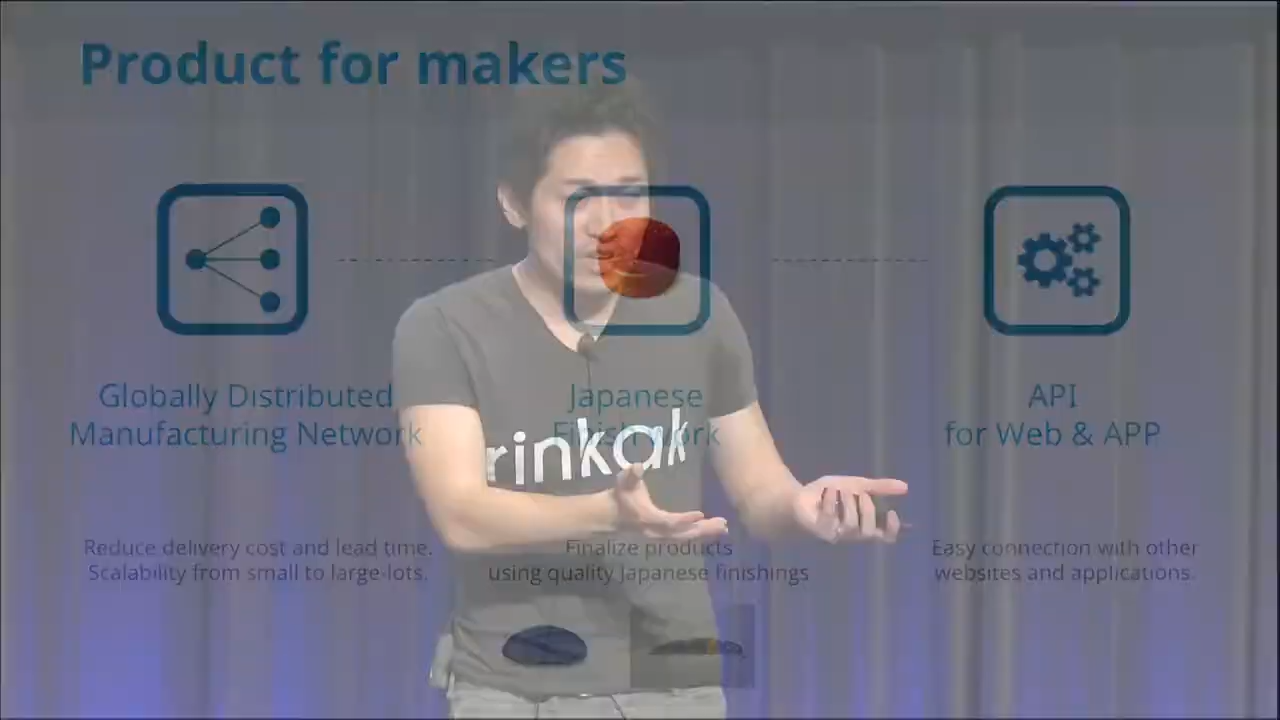 Product for makers
Globally Distributed
Manufacturing Network
Japanese
Finish Work
API
for Web & APP
rinkak
Reduce delivery cost and lead time.
Scalability from small to large-lots.
Finalize products
using quality Japanese finishings
Easy connection with other
websites and applications.